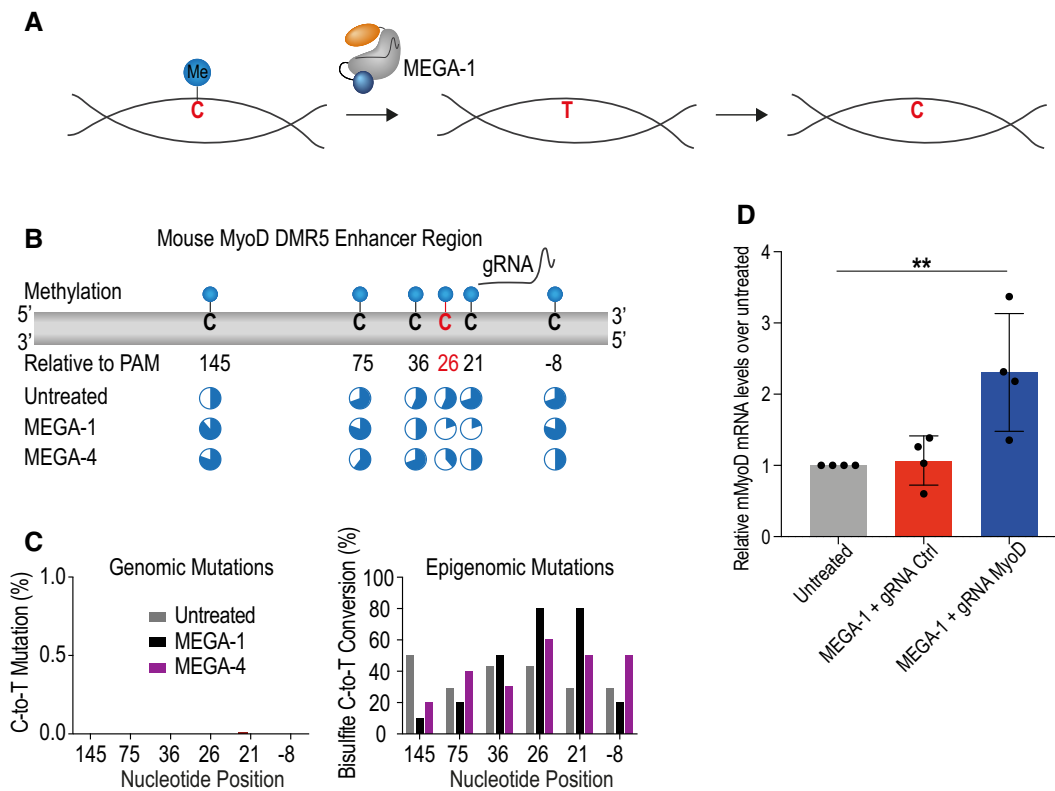 A
Me
MEGA-1
C
T
C
B
Mouse MyoD DMR5 Enhancer Region
gRNA
Methylation
5’ 3’
C C C C C C
3’ 5’
Relative to PAM 145 75 36 26 21 -8
Untreated
MEGA-1
MEGA-4
C
Genomic Mutations
C-to-T Mutation (%)
1.0
0.5
0.0
Untreated
MEGA-1
MEGA-4
145 75 36 26 21 -8
Nucleotide Position
Epigenomic Mutations
Bisulfite C-to-T Conversion (%)
100
80
60
40
20
0
145 75 36 26 21 -8
Nucleotide Position
D
Relative mMyoD mRNA levels over untreated
4
3
2
1
0
**
Untreated
MEGA-1 + gRNA Ctrl
MEGA-1 + gRNA MyoD